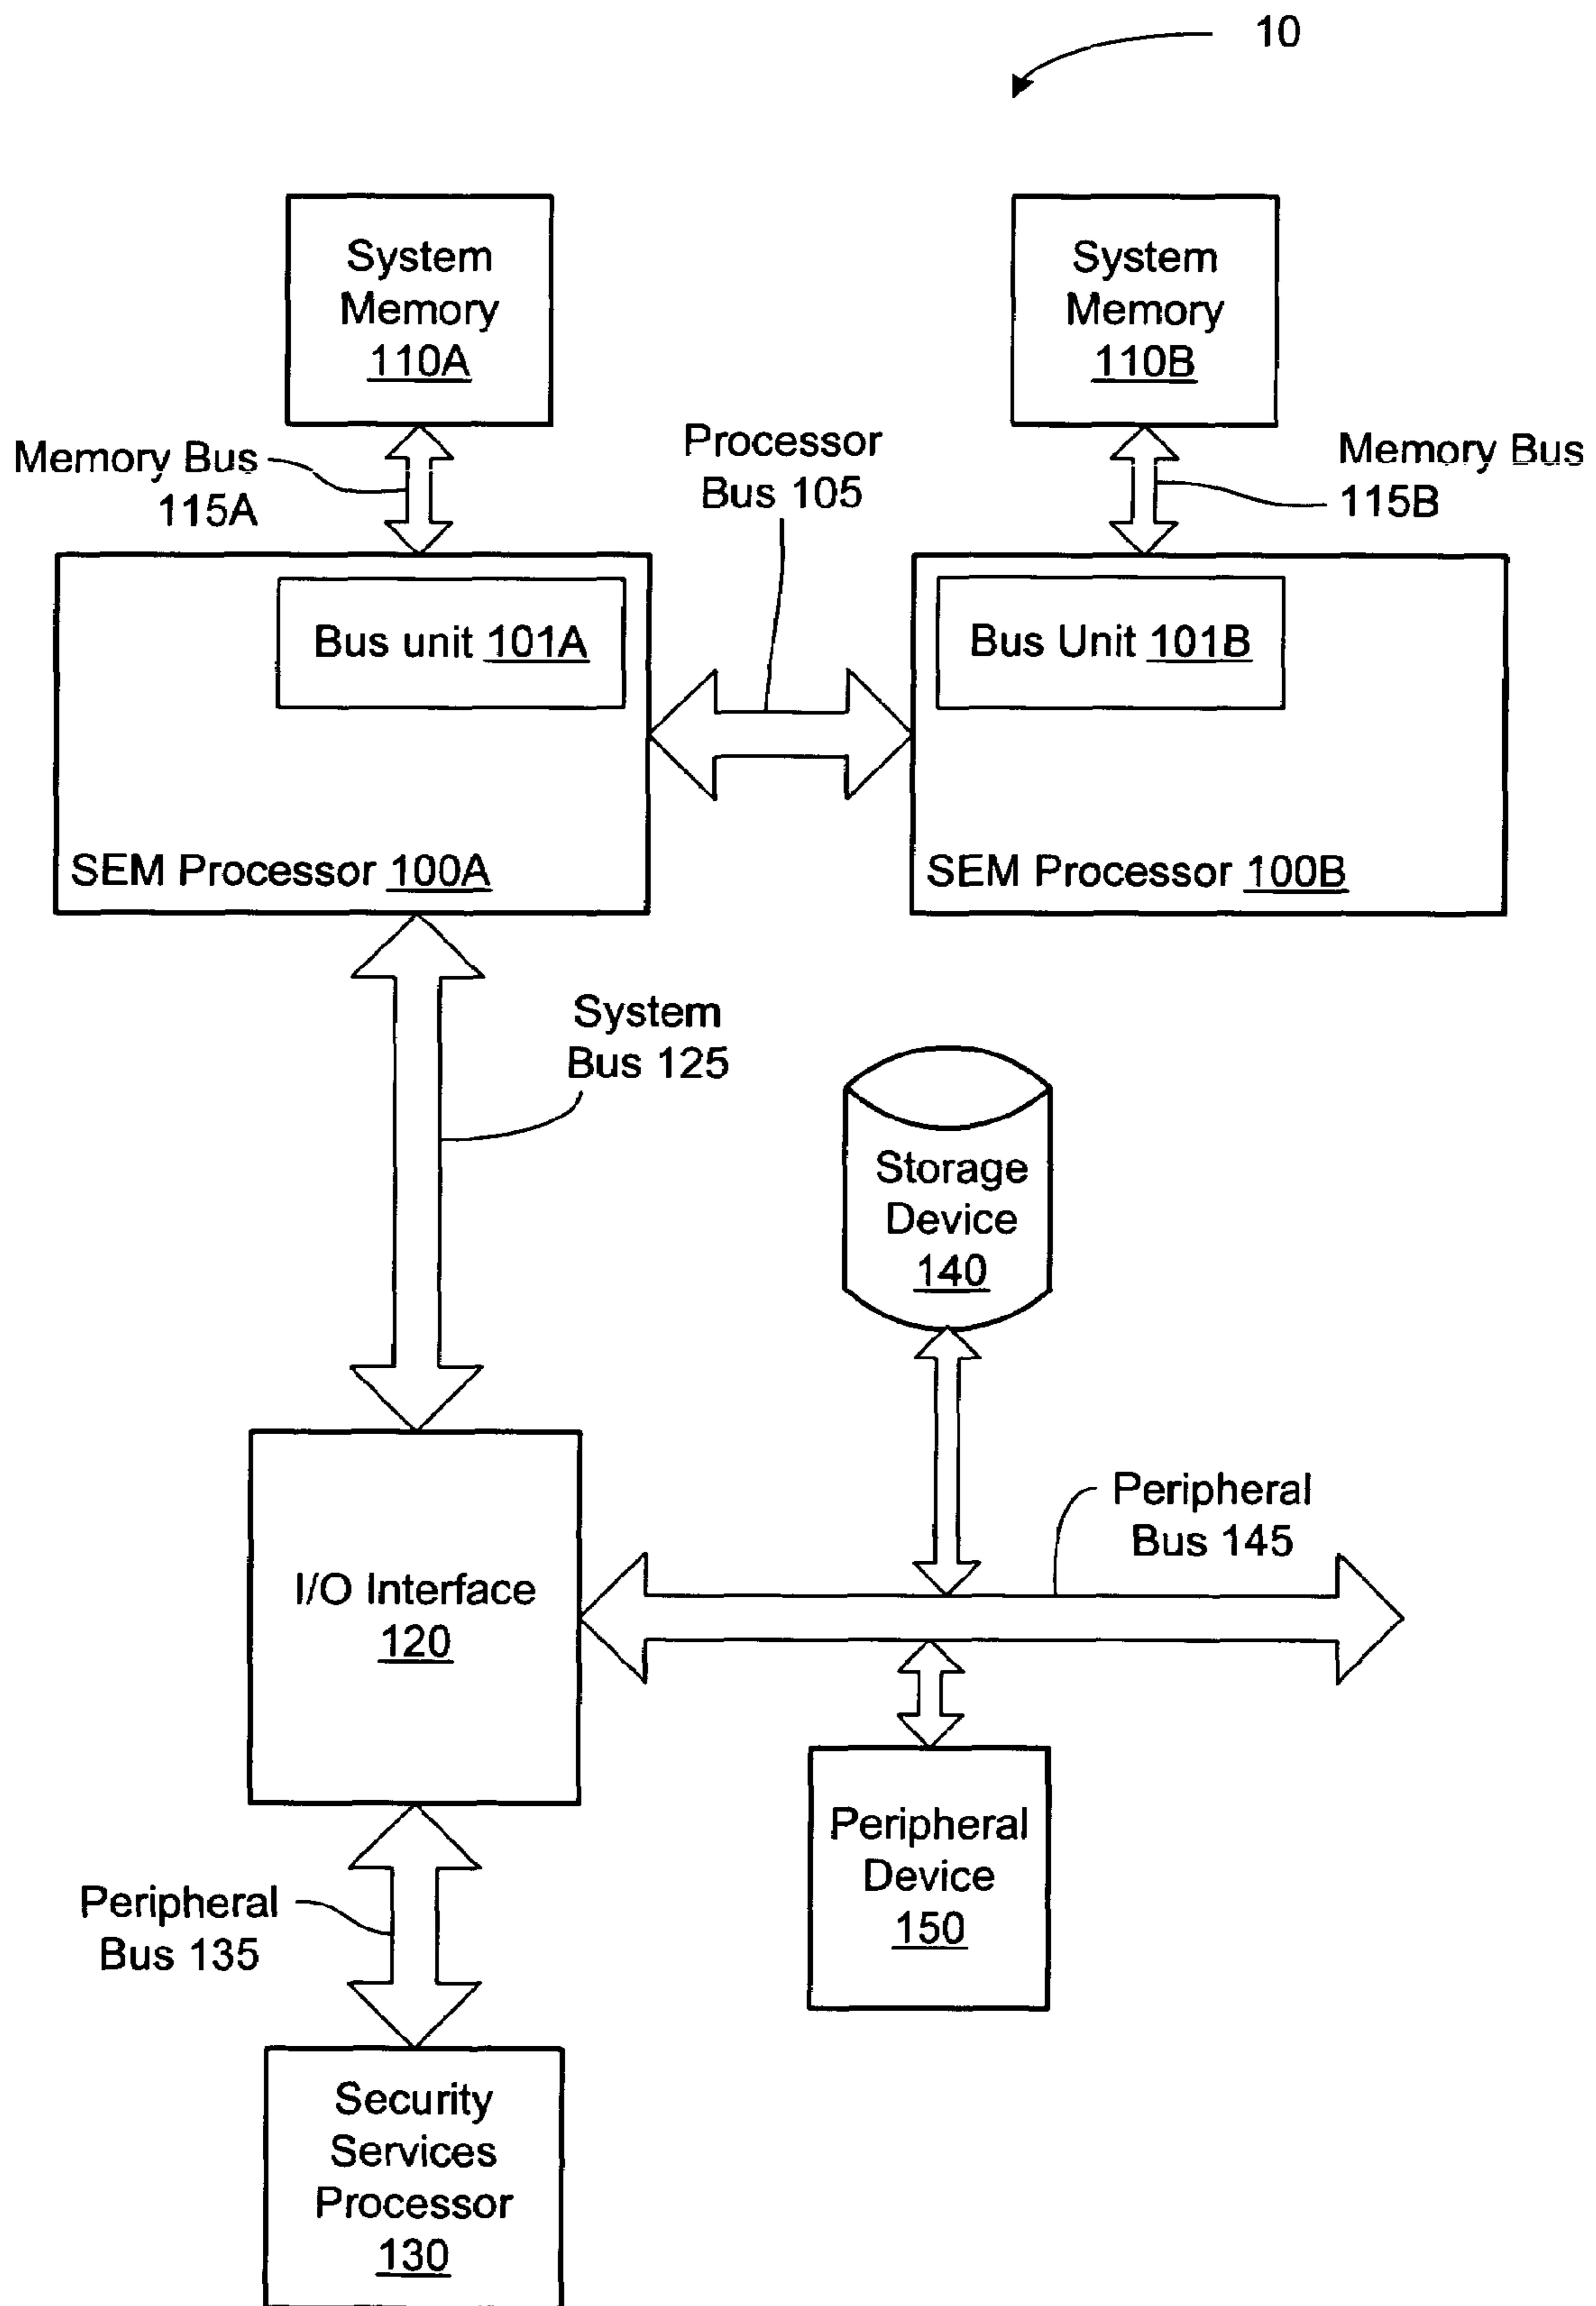 10
System
Memory
110A
System
Memory
110B
Memory Bus
115A
Processor
Bus 105
Memory Bus
115B
Bus unit 101A
Bus Unit 101B
SEM Processor 100A
SEM Processor 100B
System
Bus 125
Storage
Device
140
Peripheral
Bus 145
I/O Interface
120
Peripheral
Device
150
Peripheral
Bus 135
Security
Services
Processor
130